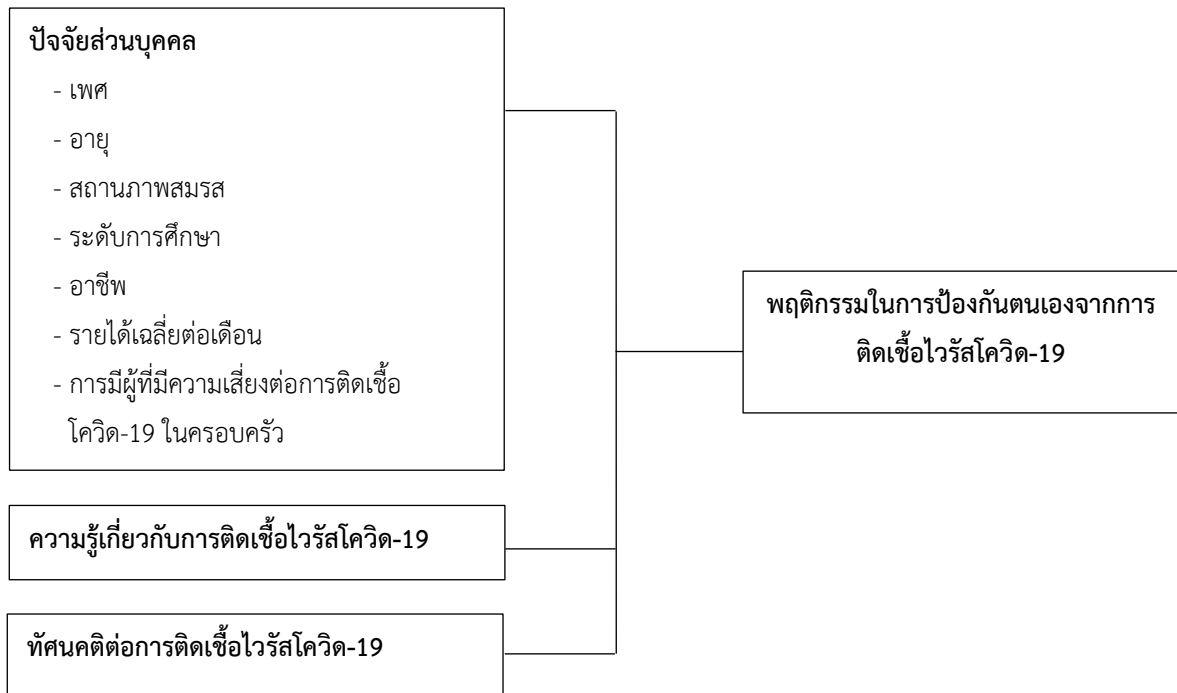 ปัจจัยส่วนบุคคล
- เพศ
- อายุ
- สถานภาพสมรส
- ระดับการศึกษา
- อาชีพ
- รายได้เฉลี่ยต่อเดือน
- การมีผู้ที่มีความเสี่ยงต่อการติดเชื้อ
โควิด-19 ในครอบครัว
ความรู้เกี่ยวกับการติดเชื้อไวรัสโควิด-19
ทัศนคติต่อการติดเชื้อไวรัสโควิด-19
พฤติกรรมในการป้องกันตนเองจากการ
ติดเชื้อไวรัสโควิด-19